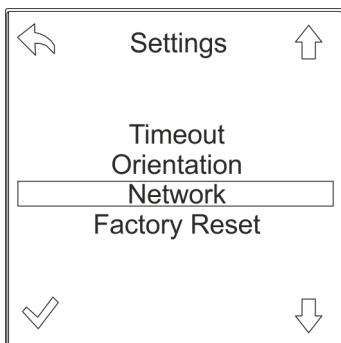 Settings
Timeout
Orientation
Network
Factory Reset